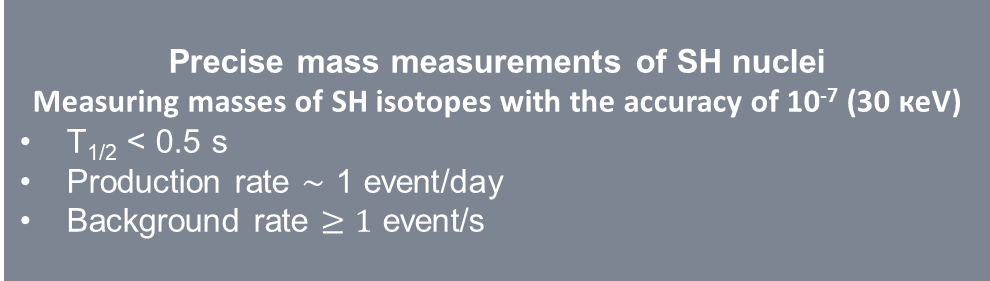 Precise mass measurements of SH nuclei
Measuring masses of SH isotopes with the accuracy of 10⁻⁷ (30 кeV)
• T₁/₂ < 0.5 s
• Production rate ~ 1 event/day
• Background rate ≥ 1 event/s